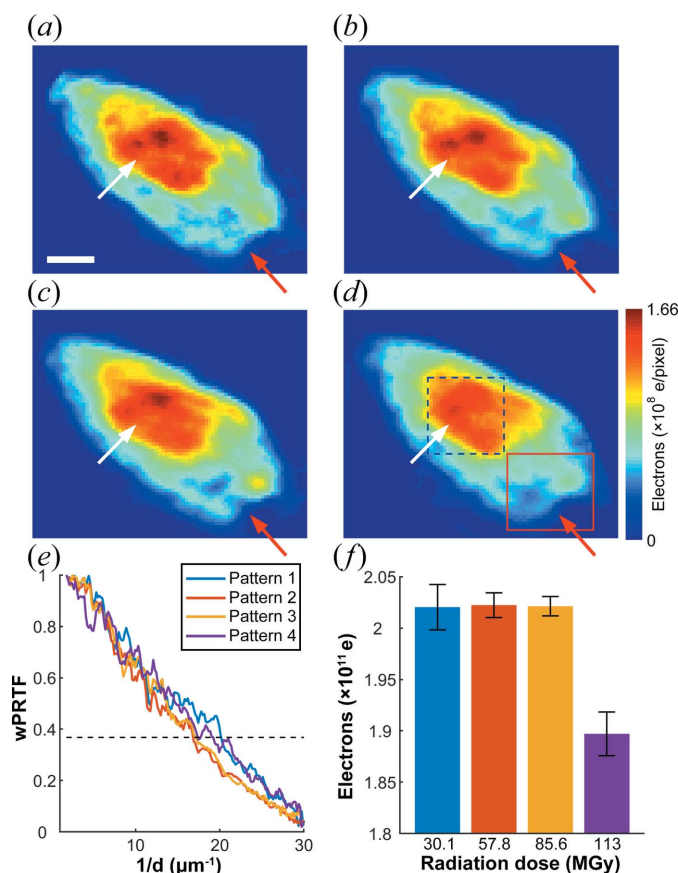 (a)
(b)
(c)
(d)
1.66
Electrons (×10⁸ e/pixel)
0
(e)
wPRTF
1
0.8
0.6
0.4
0.2
0
10
20
30
1/d (μm⁻¹)
Pattern 1
Pattern 2
Pattern 3
Pattern 4
(f)
Electrons (×10¹¹ e)
2.05
2
1.95
1.9
1.85
1.8
30.1 57.8 85.6 113
Radiation dose (MGy)